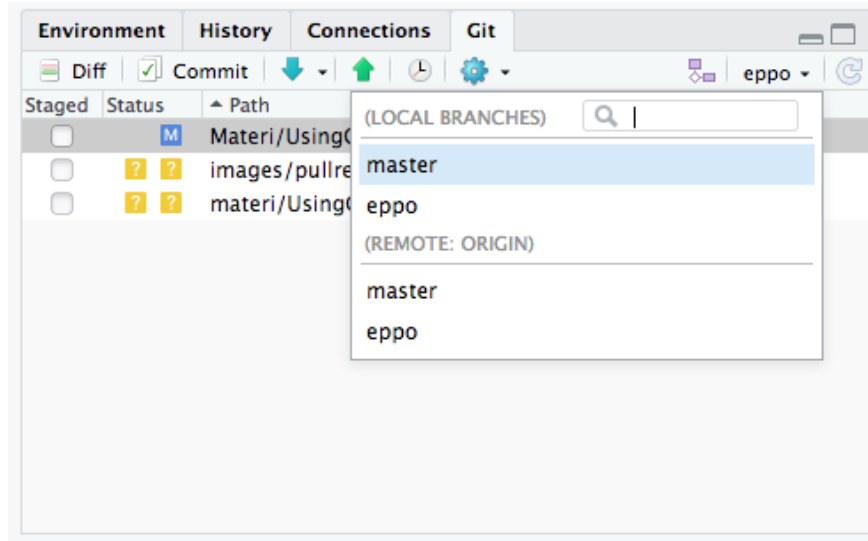 Environment History Connections Git
Diff Commit eppo
Staged Status Path
M Materi/Using
? ? images/pullre
? ? materi/Using
(LOCAL BRANCHES)
master
eppo
(REMOTE: ORIGIN)
master
eppo